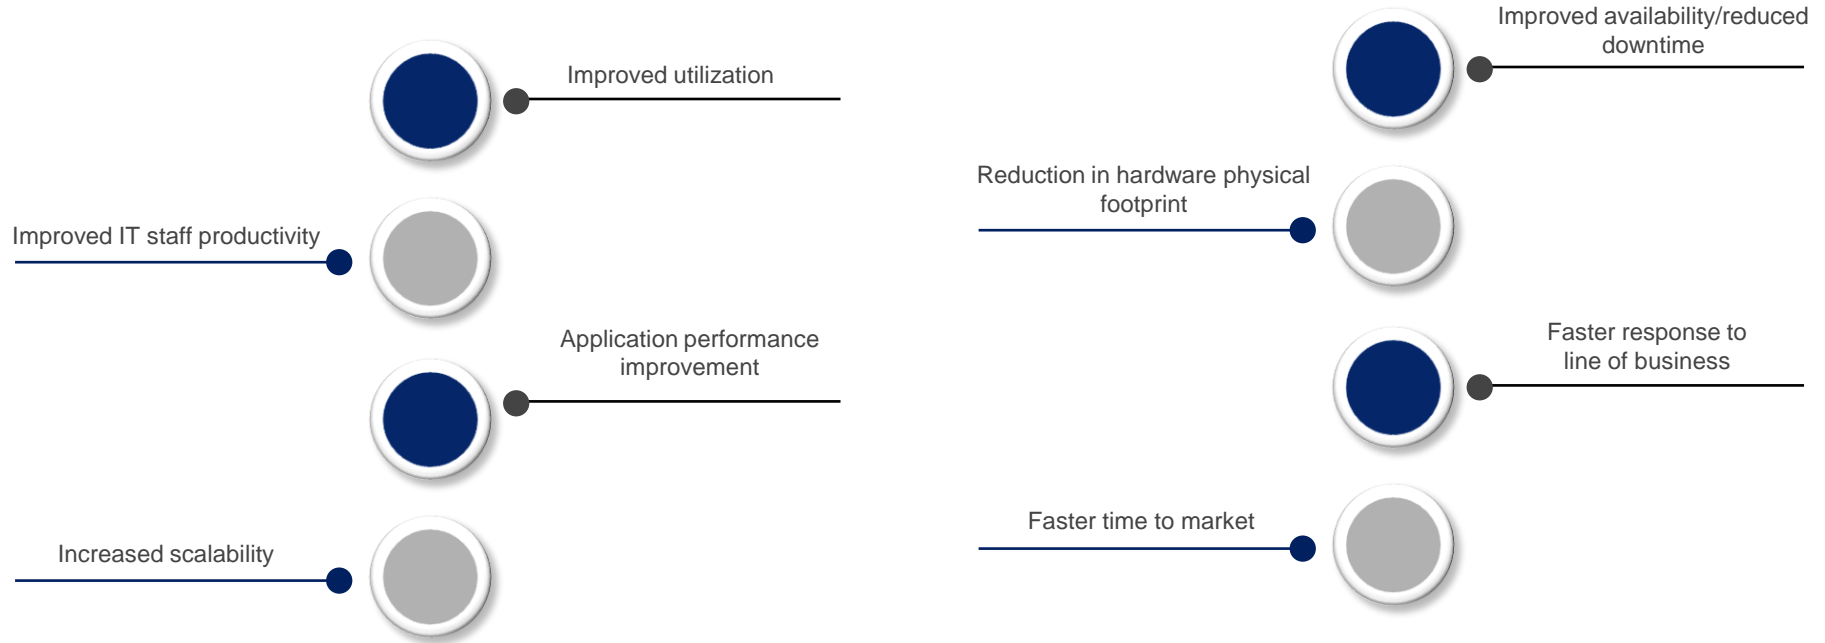 Improved utilization
Improved IT staff productivity
Application performance
improvement
Increased scalability
Improved availability/reduced
downtime
Reduction in hardware physical
footprint
Faster response to
line of business
Faster time to market